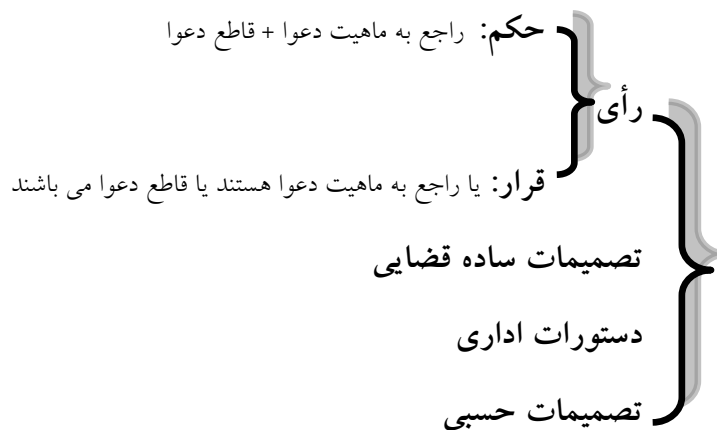 حکم: راجع به ماهیت دعوا + قاطع دعوا
رأی
قرار: یا راجع به ماهیت دعوا هستند یا قاطع دعوا می باشند
تصمیمات ساده قضایی
دستورات اداری
تصمیمات حسبی